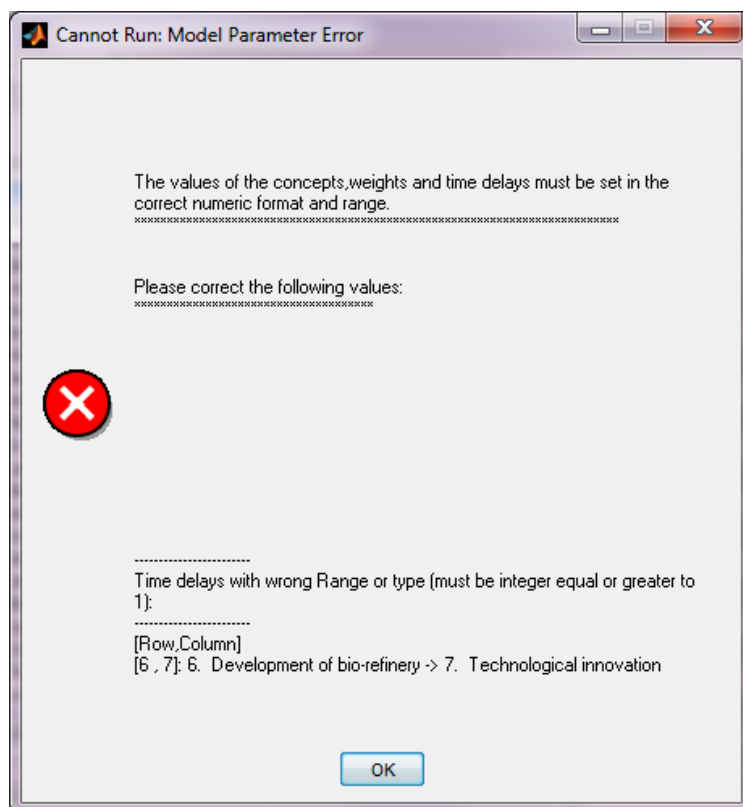 Cannot Run: Model Parameter Error
The values of the concepts,weights and time delays must be set in the
correct numeric format and range.
xxxxxxxxxxxxxxxxxxxxxxxxxxxxxxxxxxxxxxxxxxxxxxxxxxxxxxxxxxxxxxxxxxxxxxxxxxx
Please correct the following values:
xxxxxxxxxxxxxxxxxxxxxxxxxxxxxxxxxxxxx
------------------------
Time delays with wrong Range or type (must be integer equal or greater to
1):
------------------------
[Row,Column]
[6 , 7]: 6.  Development of bio-refinery -> 7.  Technological innovation
OK